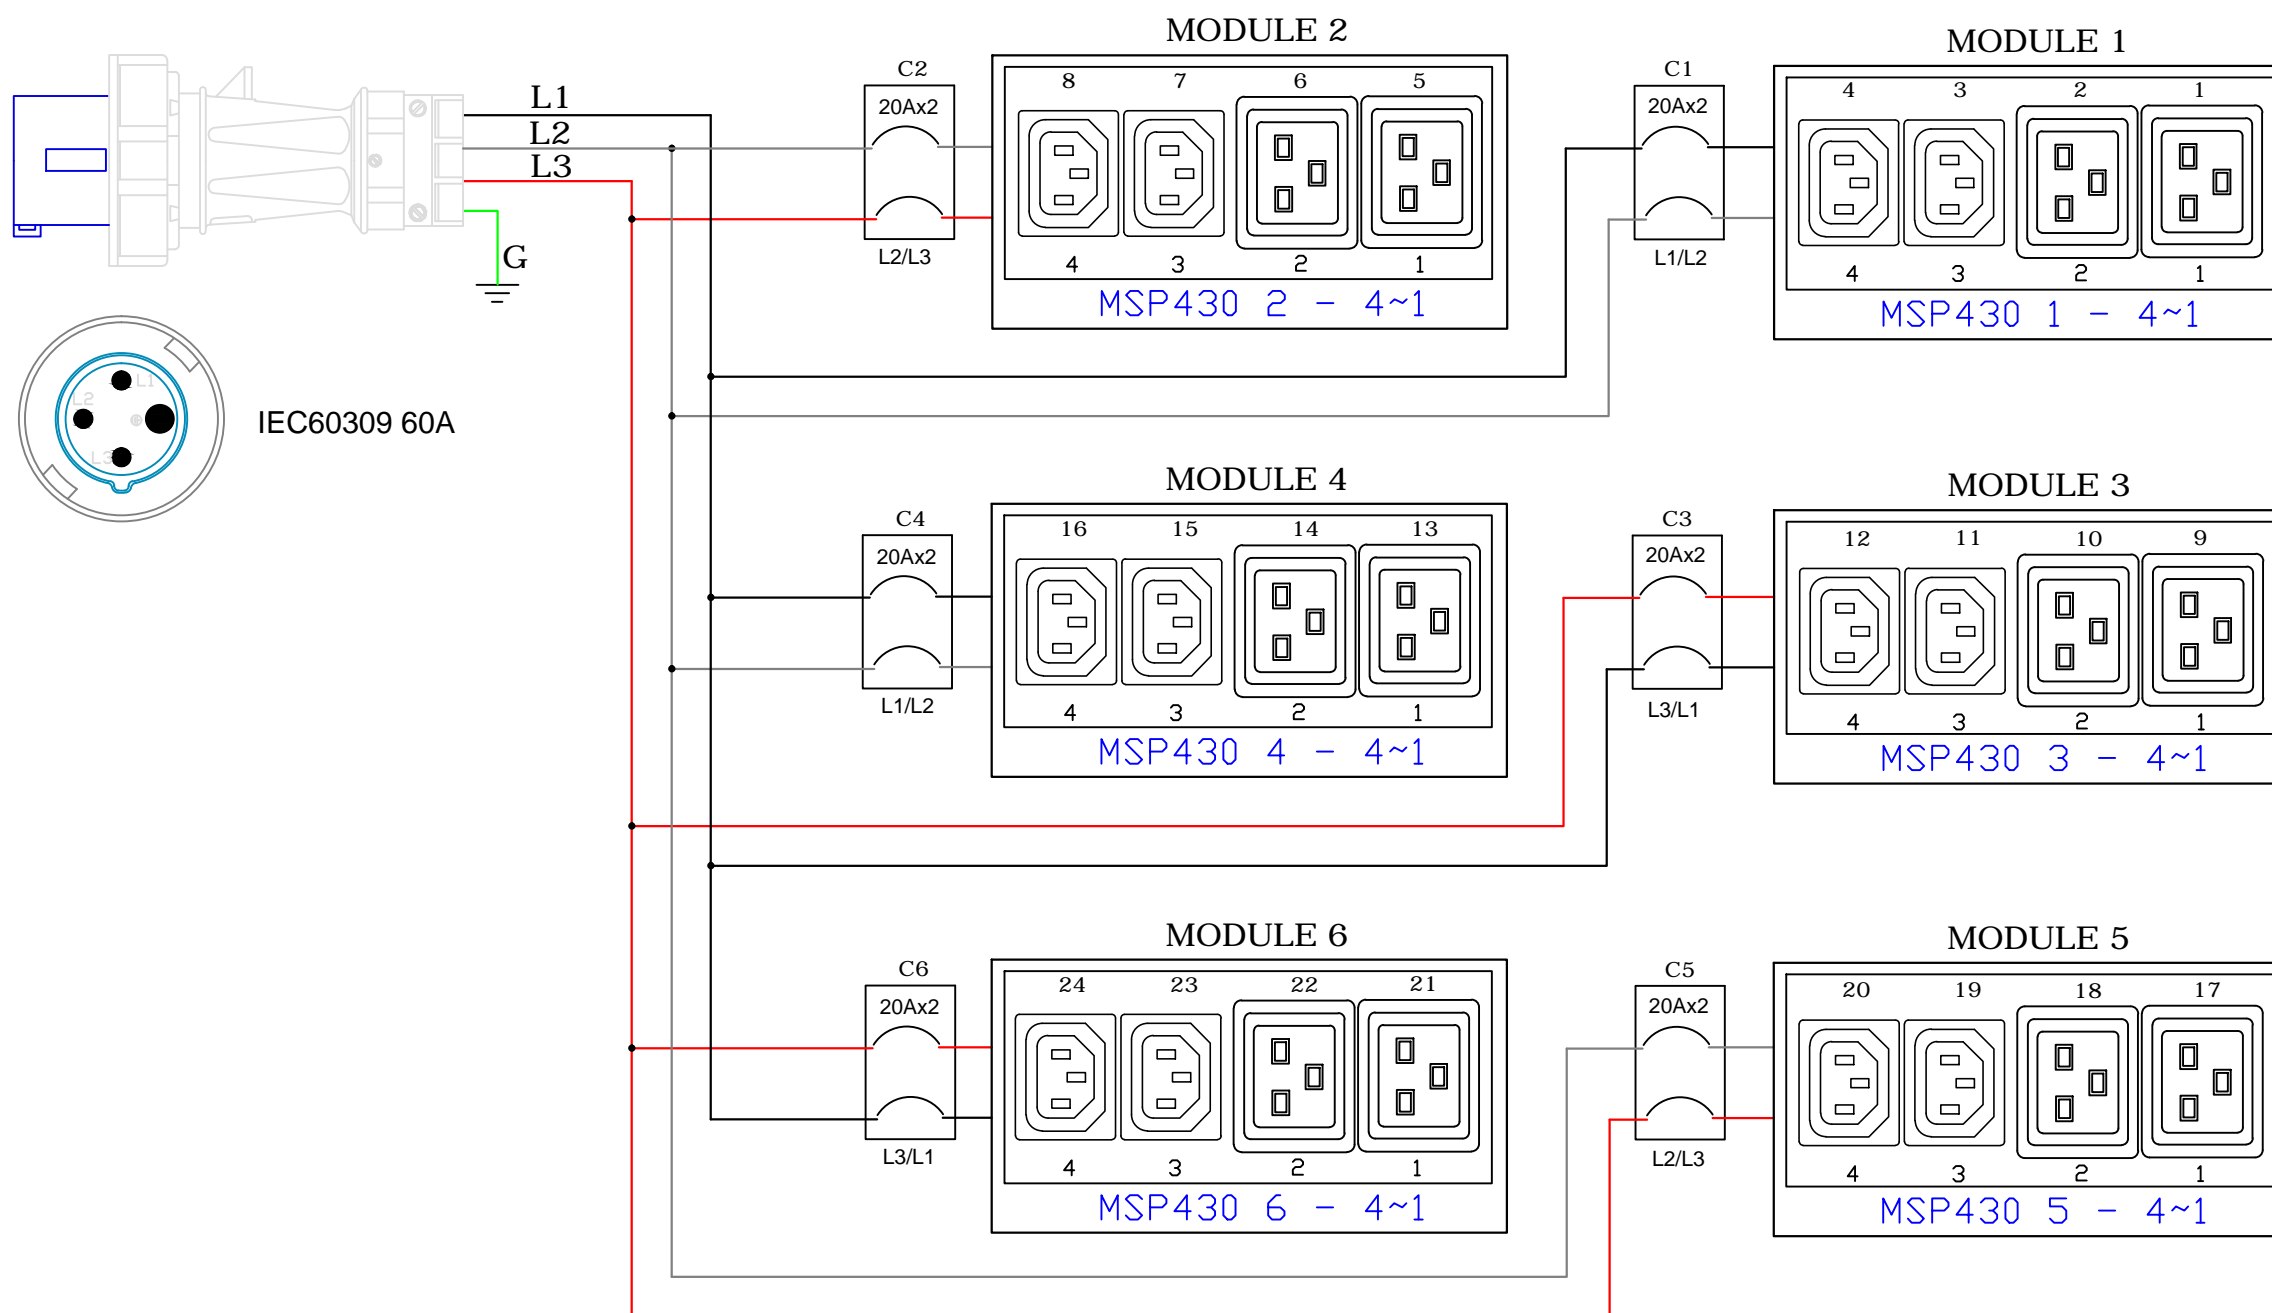 MODULE 2
MODULE 1
L1
L2
L3
G
C2
20Ax2
L2/L3
8 7 6 5
4 3 2 1
MSP430 2 - 4~1
C1
20Ax2
L1/L2
4 3 2 1
4 3 2 1
MSP430 1 - 4~1
L1
L2
L3
IEC60309 60A
MODULE 4
MODULE 3
C4
20Ax2
L1/L2
16 15 14 13
4 3 2 1
MSP430 4 - 4~1
C3
20Ax2
L3/L1
12 11 10 9
4 3 2 1
MSP430 3 - 4~1
MODULE 6
MODULE 5
C6
20Ax2
L3/L1
24 23 22 21
4 3 2 1
MSP430 6 - 4~1
C5
20Ax2
L2/L3
20 19 18 17
4 3 2 1
MSP430 5 - 4~1